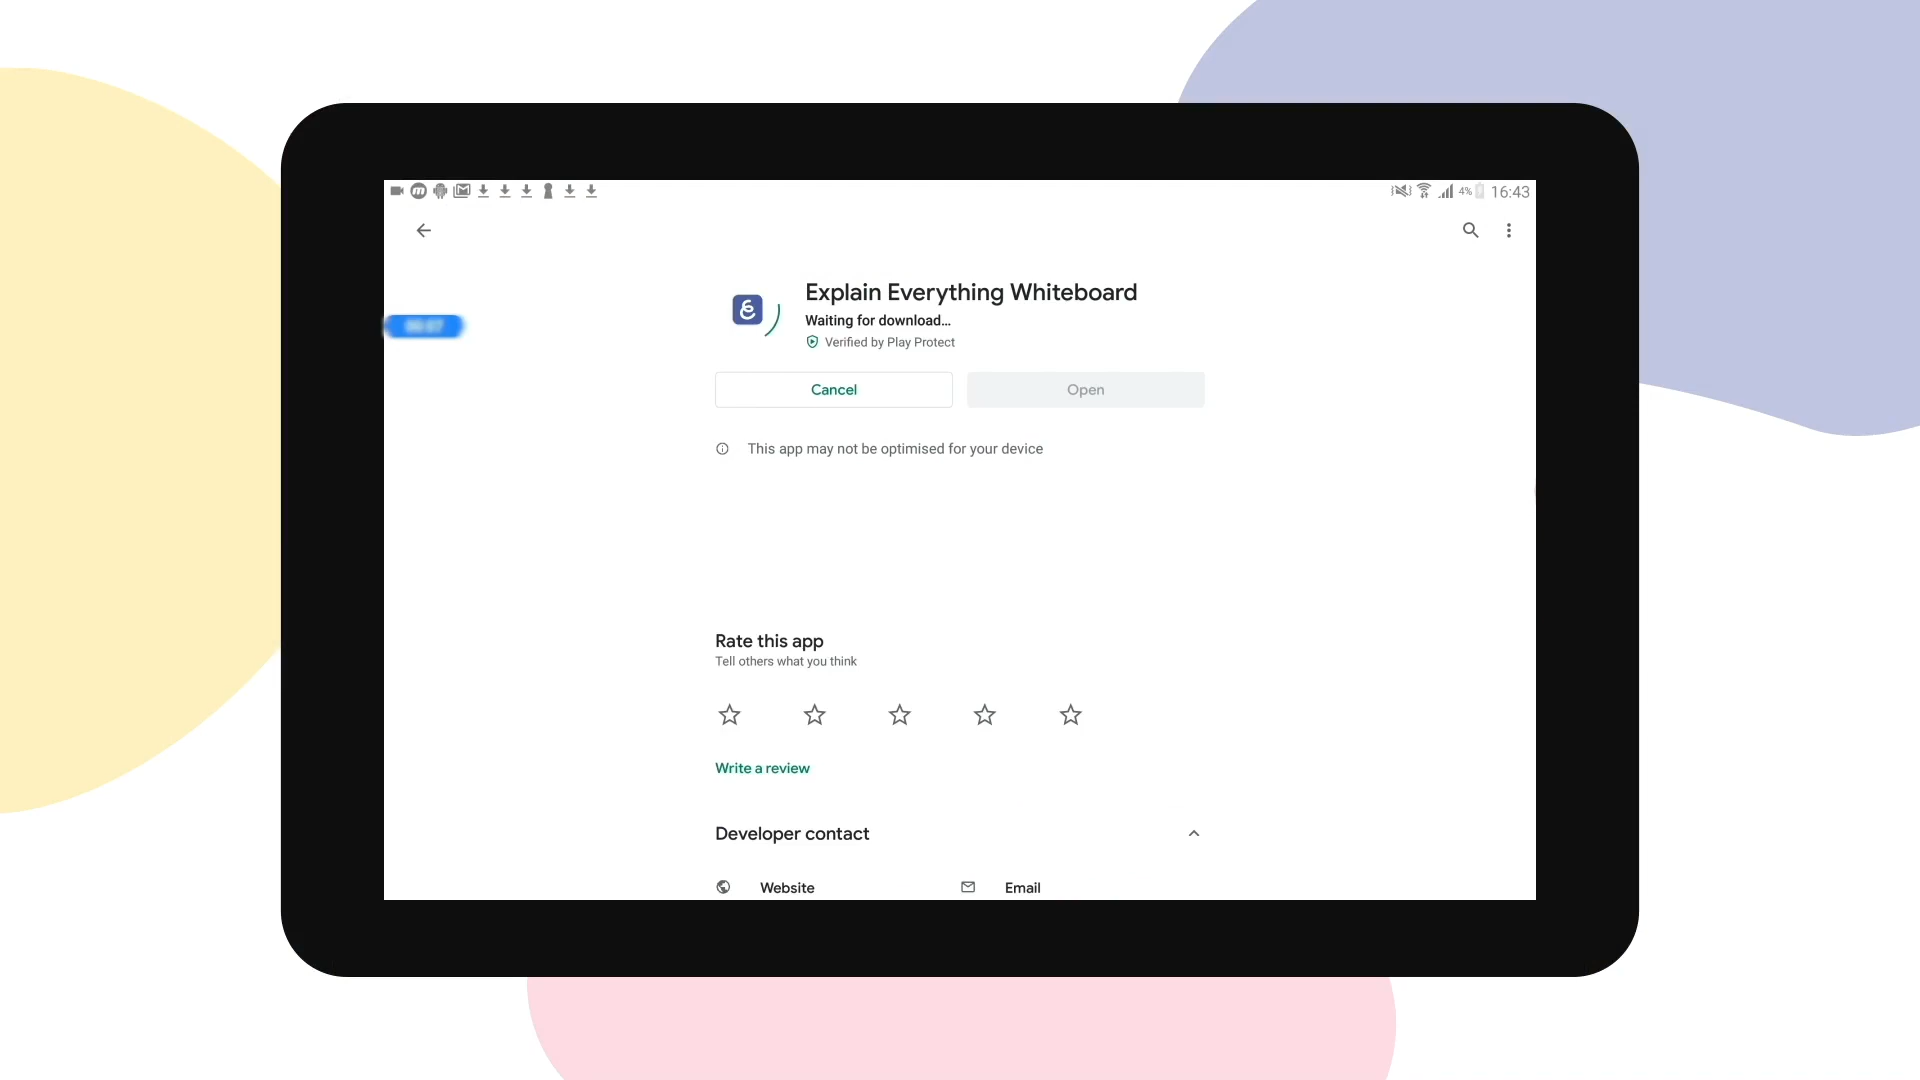 4% 16:43
Explain Everything Whiteboard
Waiting for download...
Verified by Play Protect
Cancel
Open
This app may not be optimised for your device
Rate this app
Tell others what you think
Write a review
Developer contact
Website
Email